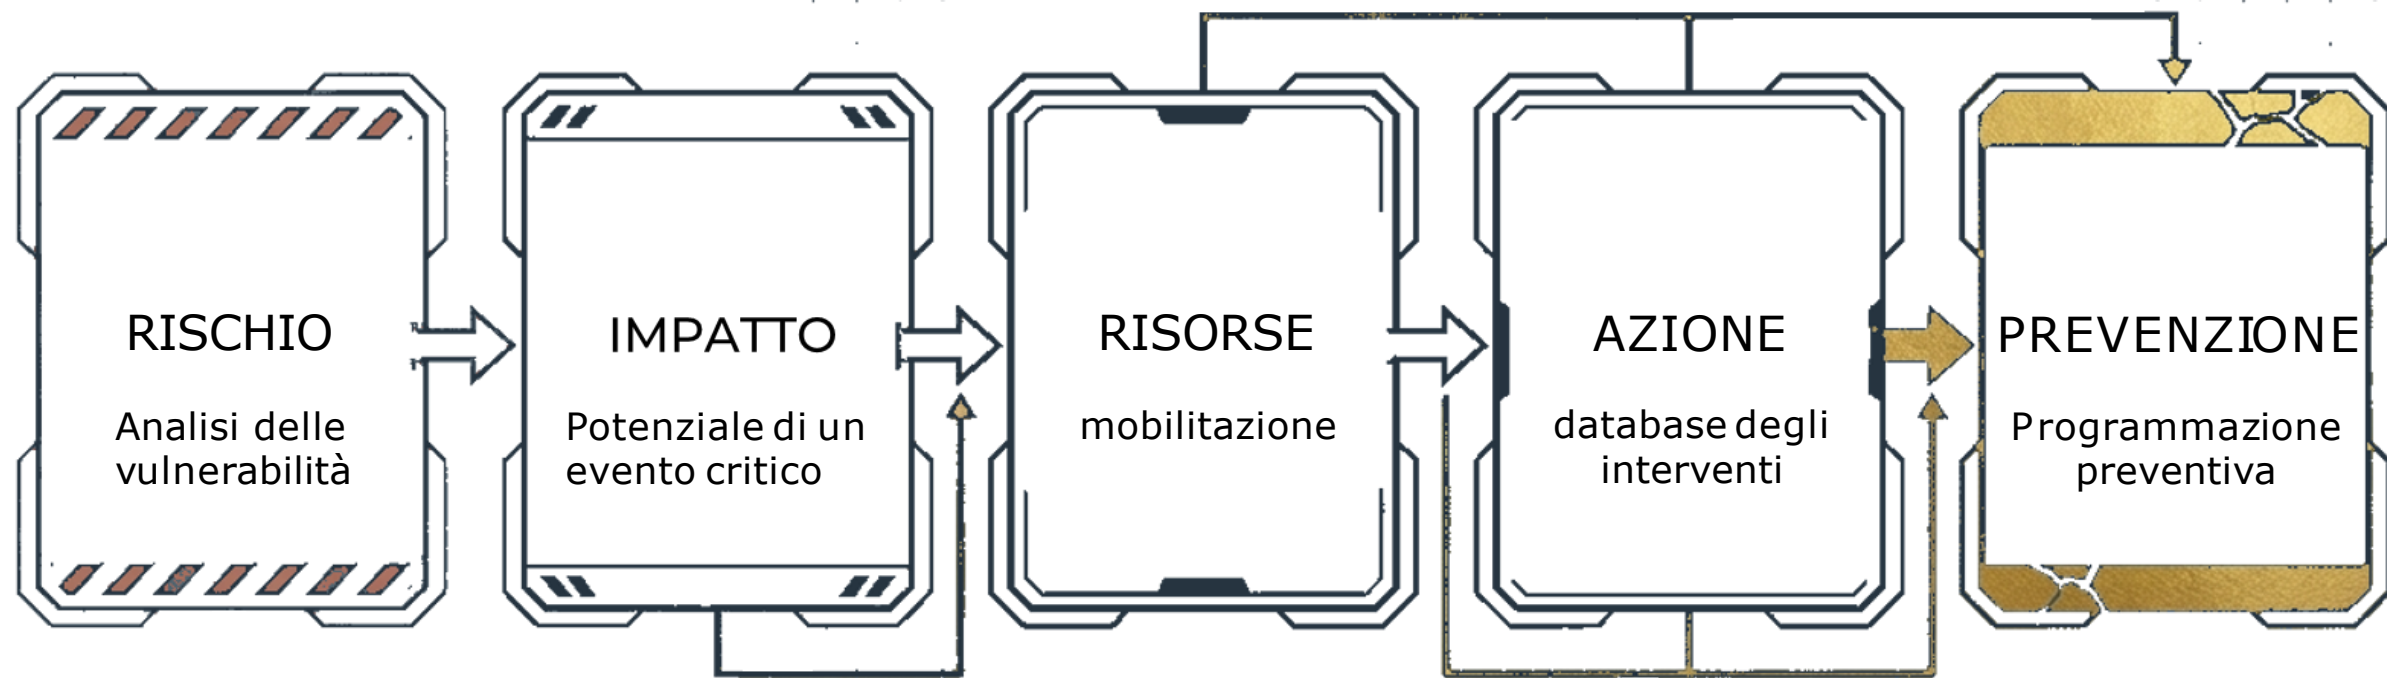 RISCHIO
Analisi delle
vulnerabilità
IMPATTO
Potenziale di un
evento critico
RISORSE
mobilitazione
AZIONE
database degli
interventi
PREVENZIONE
Programmazione
preventiva